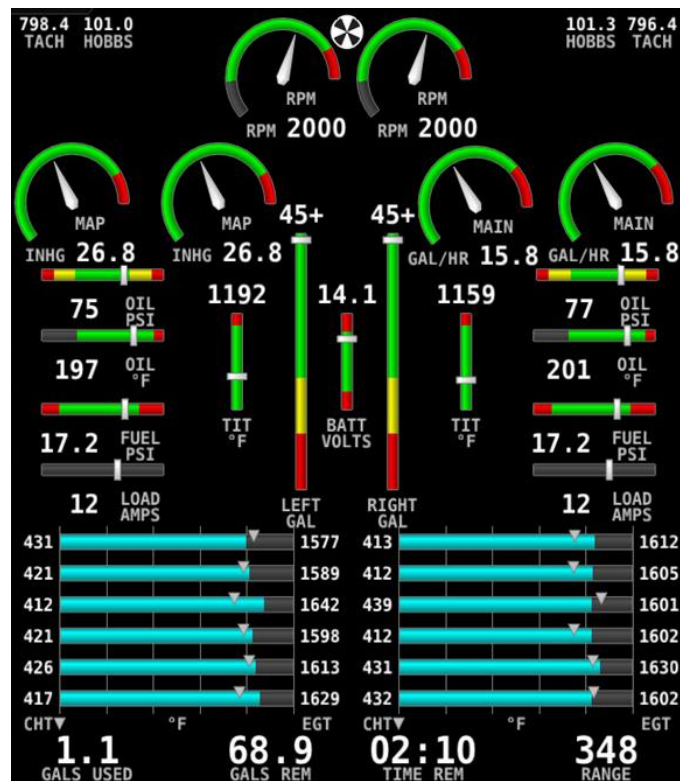 798.4 101.0 101.3 796.4
TACH HOBBS HOBBS TACH
RPM RPM
RPM 2000 RPM 2000
MAP MAP 45+ 45+ MAIN MAIN
INHG 26.8 INHG 26.8 GAL/HR 15.8 GAL/HR 15.8
75 OIL PSI 1192 14.1 1159 77 OIL PSI
197 OIL °F 201 OIL °F
TIT °F BATT VOLTS TIT °F
17.2 FUEL PSI 17.2 FUEL PSI
12 LOAD AMPS LEFT GAL RIGHT GAL 12 LOAD AMPS
431 1577 413 1612
421 1589 412 1605
412 1642 439 1601
421 1598 412 1602
426 1613 431 1630
417 1629 432 1602
CHT °F EGT CHT °F EGT
1.1 68.9 02:10 348
GALS USED GALS REM TIME REM RANGE